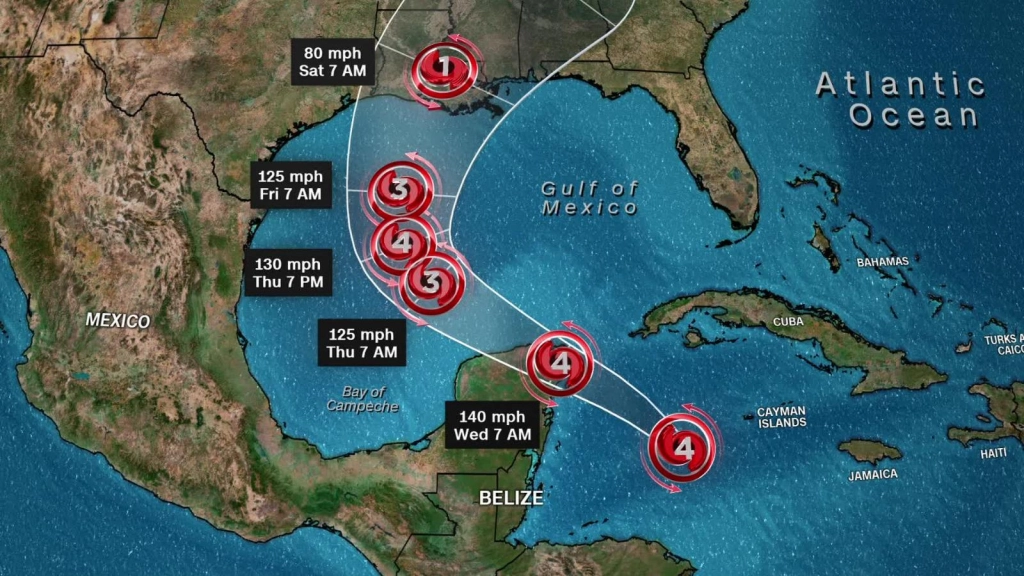 80 mph
Sat 7 AM
1
Atlantic
Ocean
125 mph
Fri 7 AM
3
Gulf of
Mexico
4
130 mph
Thu 7 PM
3
BAHAMAS
MEXICO
125 mph
Thu 7 AM
CUBA
TURKS A
CAICO
4
Bay of
Campeche
140 mph
Wed 7 AM
CAYMAN
ISLANDS
4
HAITI
JAMAICA
BELIZE